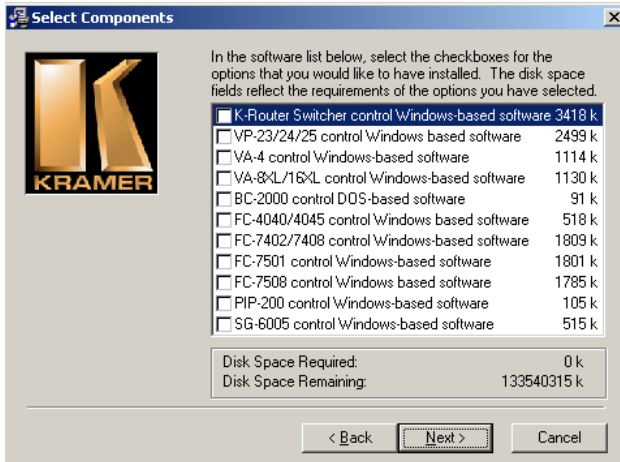 Select Components
In the software list below, select the checkboxes for the
options that you would like to have installed. The disk space
fields reflect the requirements of the options you have selected.
K-Router Switcher control Windows-based software 3418 k
VP-23/24/25 control Windows based software 2499 k
VA-4 control Windows-based software 1114 k
VA-8XL/16XL control Windows-based software 1130 k
BC-2000 control DOS-based software 91 k
FC-4040/4045 control Windows based software 518 k
FC-7402/7408 control Windows-based software 1809 k
FC-7501 control Windows-based software 1801 k
FC-7508 control Windows-based software 1785 k
PIP-200 control Windows-based software 105 k
SG-6005 control Windows-based software 515 k
KRAMER
Disk Space Required: 0 k
Disk Space Remaining: 133540315 k
< Back Next > Cancel